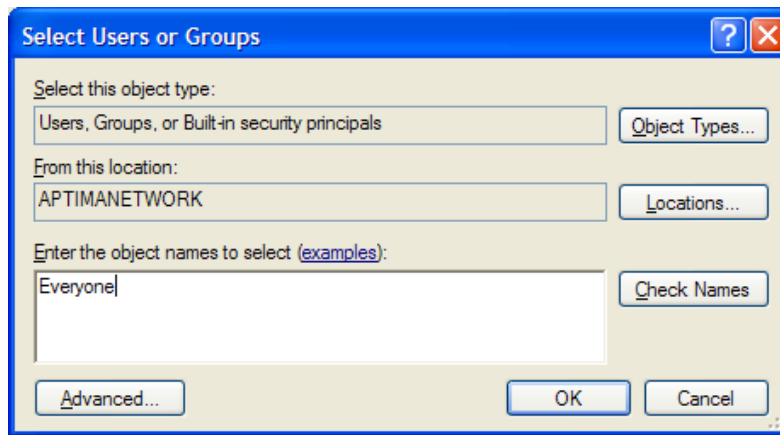 Select Users or Groups
Select this object type:
Users, Groups, or Built-in security principals
Object Types...
From this location:
APTIMANETWORK
Locations...
Enter the object names to select (examples):
Everyone
Check Names
Advanced...
OK
Cancel